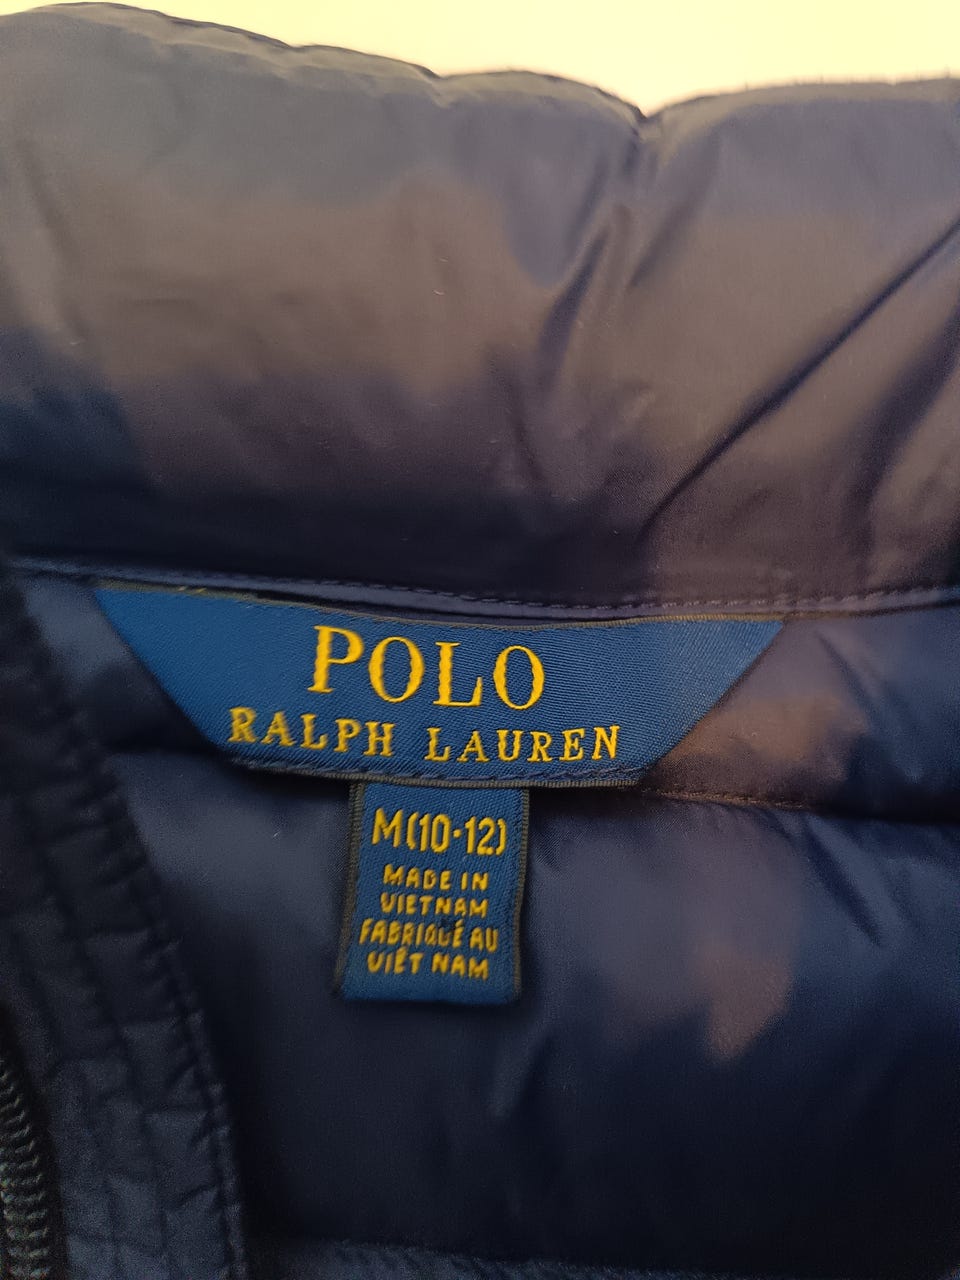 POLO
RALPH LAUREN
M(10-12)
MADE IN
VIETNAM
FABRIQUÉ AU
VIÊT NAM